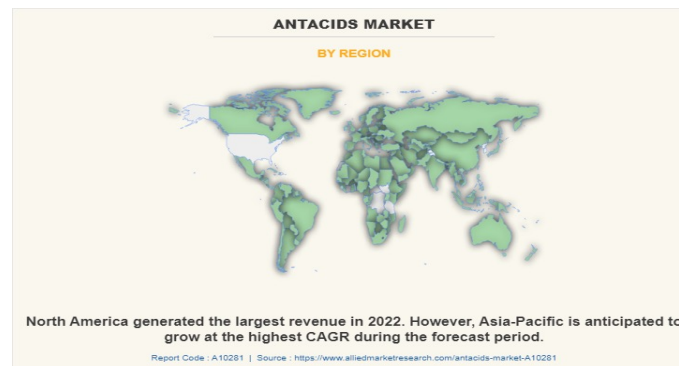 ANTACIDS MARKET
BY REGION
North America generated the largest revenue in 2022. However, Asia-Pacific is anticipated to
grow at the highest CAGR during the forecast period.
Report Code : A10281 | Source : https://www.alliedmarketresearch.com/antacids-market-A10281